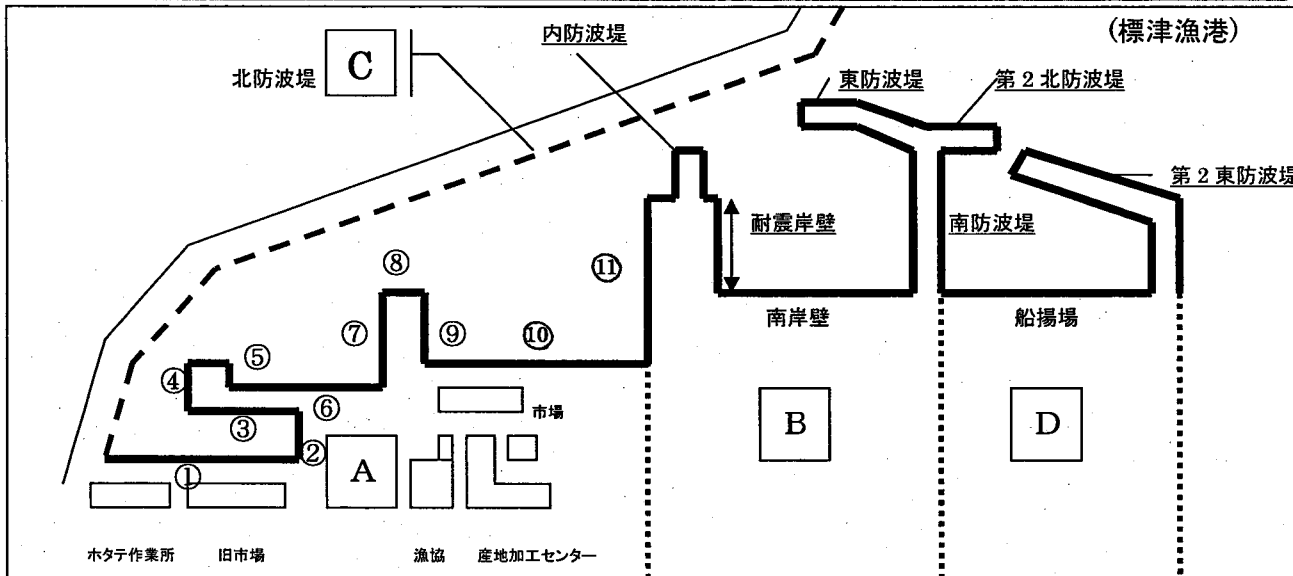 (標津漁港)
内防波堤
北防波堤
C
東防波堤
第2北防波堤
第2東防波堤
耐震岸壁
南防波堤
⑧
⑪
南岸壁
船揚場
⑦
⑨
⑩
⑤
④
⑥
③
②
①
市場
A
B
D
ホタテ作業所
旧市場
漁協
産地加工センター